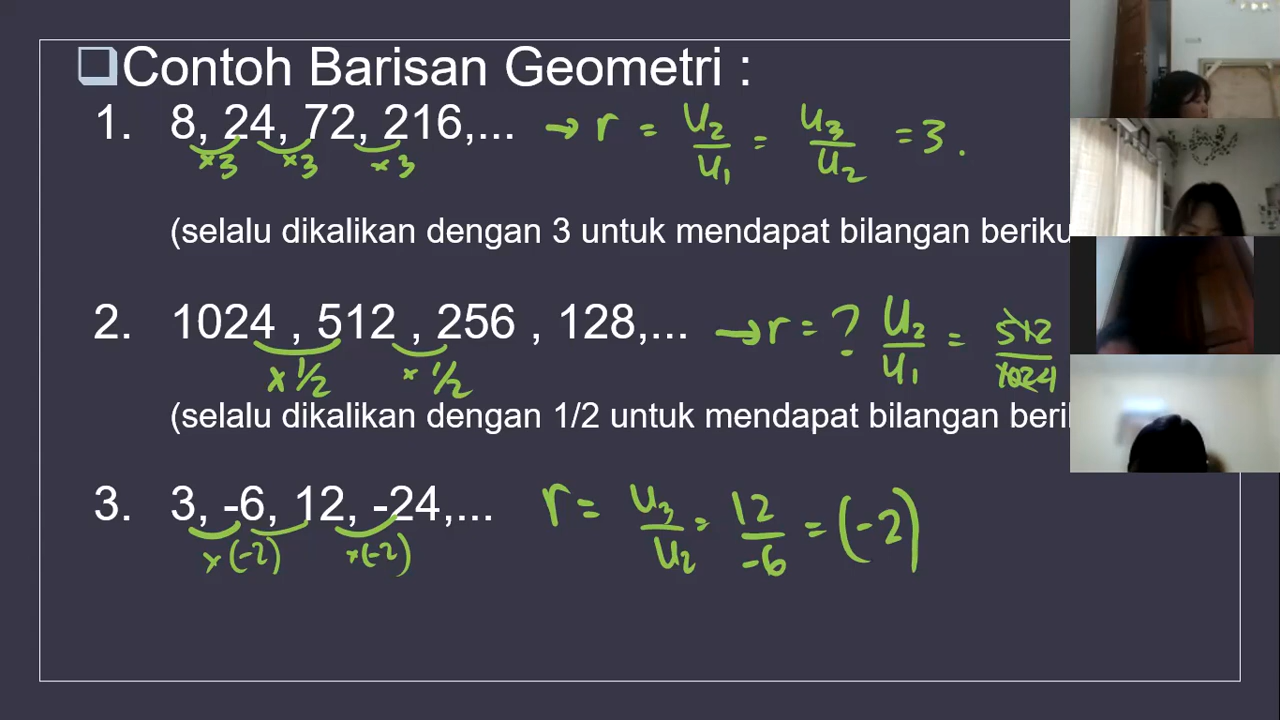 Contoh Barisan Geometri :
1. 8, 24, 72, 216,... → r = U₂/U₁ = U₃/U₂ = 3.
×3 ×3 ×3
(selalu dikalikan dengan 3 untuk mendapat bilangan beriku
2. 1024 , 512 , 256 , 128,... → r = ? U₂/U₁ = 512/1024
× 1/2 × 1/2
(selalu dikalikan dengan 1/2 untuk mendapat bilangan beri
3. 3, -6, 12, -24,... r = U₃/U₂ = 12/-6 = (-2)
×(-2) ×(-2)